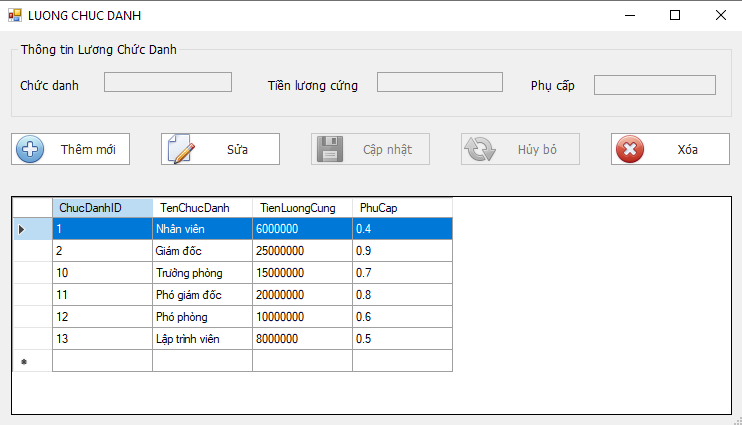 LUONG CHUC DANH
Thông tin Lương Chức Danh
Chức danh Tiền lương cứng Phụ cấp
Thêm mới Sửa Cập nhật Hủy bỏ Xóa
ChucDanhID TenChucDanh TienLuongCung PhuCap
1 Nhân viên 6000000 0.4
2 Giám đốc 25000000 0.9
10 Trưởng phòng 15000000 0.7
11 Phó giám đốc 20000000 0.8
12 Phó phòng 10000000 0.6
13 Lập trình viên 8000000 0.5